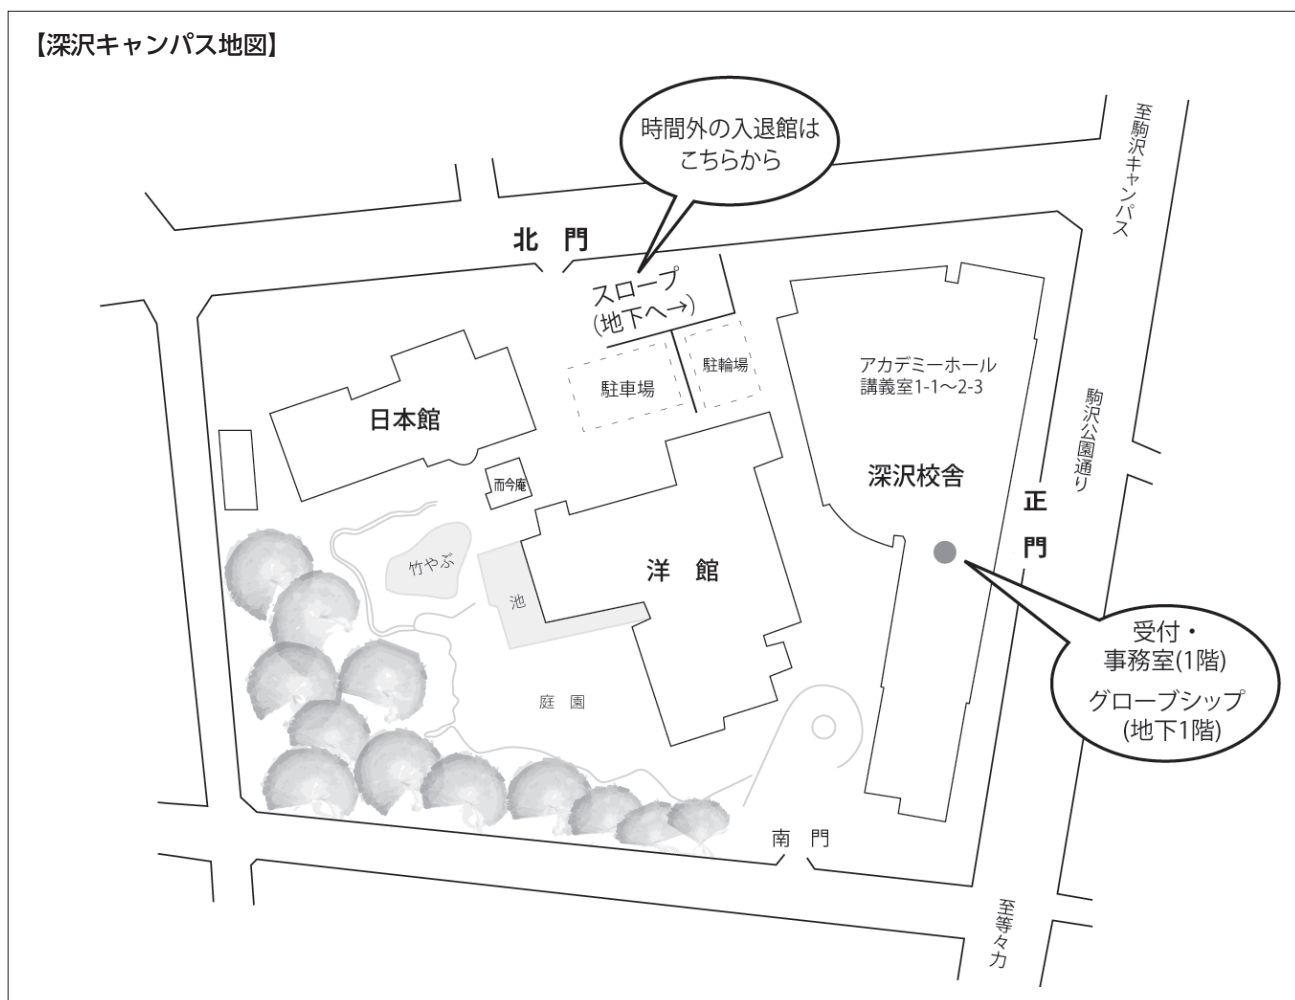 【深沢キャンパス地図】
時間外の入退館は
こちらから
至駒沢キャンパス
北 門
スロープ
(地下へ→)
駐車場
駐輪場
アカデミーホール
講義室1-1〜2-3
駒沢公園通り
日本館
深沢校舎
而今庵
正門
竹やぶ
洋 館
池
受付・
事務室(1階)
グローブシップ
(地下1階)
庭 園
南 門
至等々力